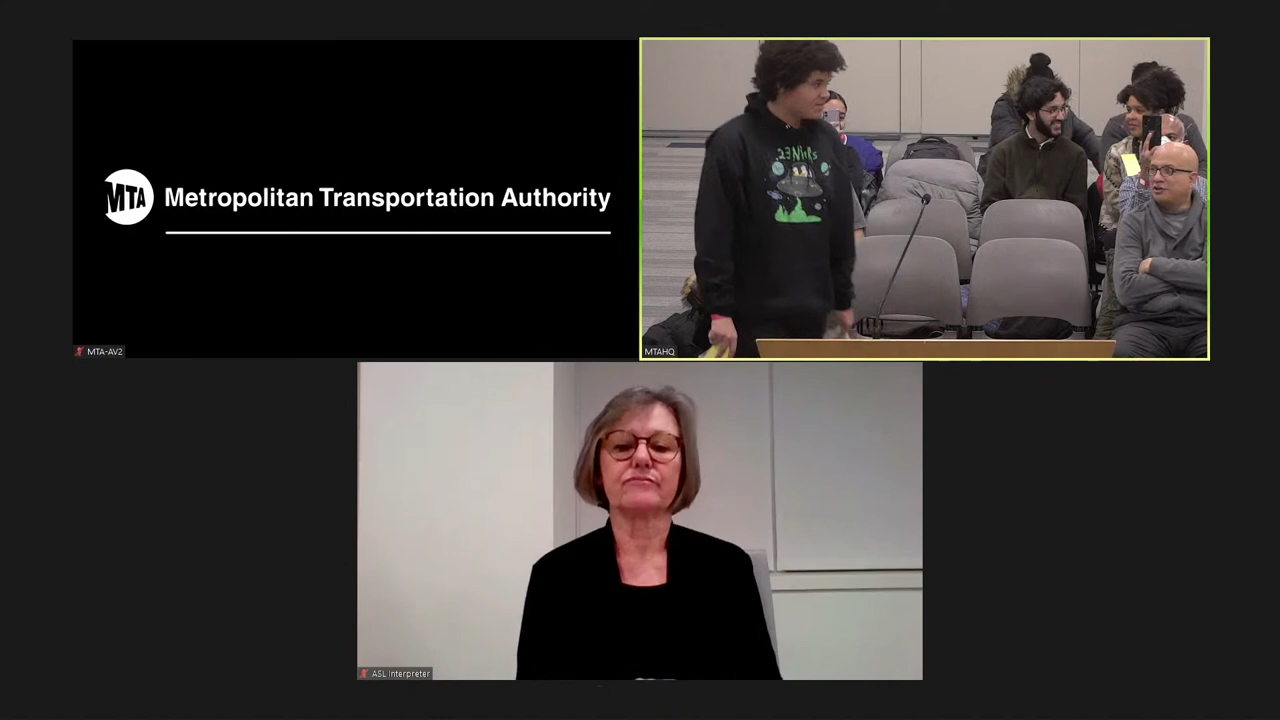 MTA
Metropolitan Transportation Authority
MTA-AV2
MTAHQ
ASL Interpreter